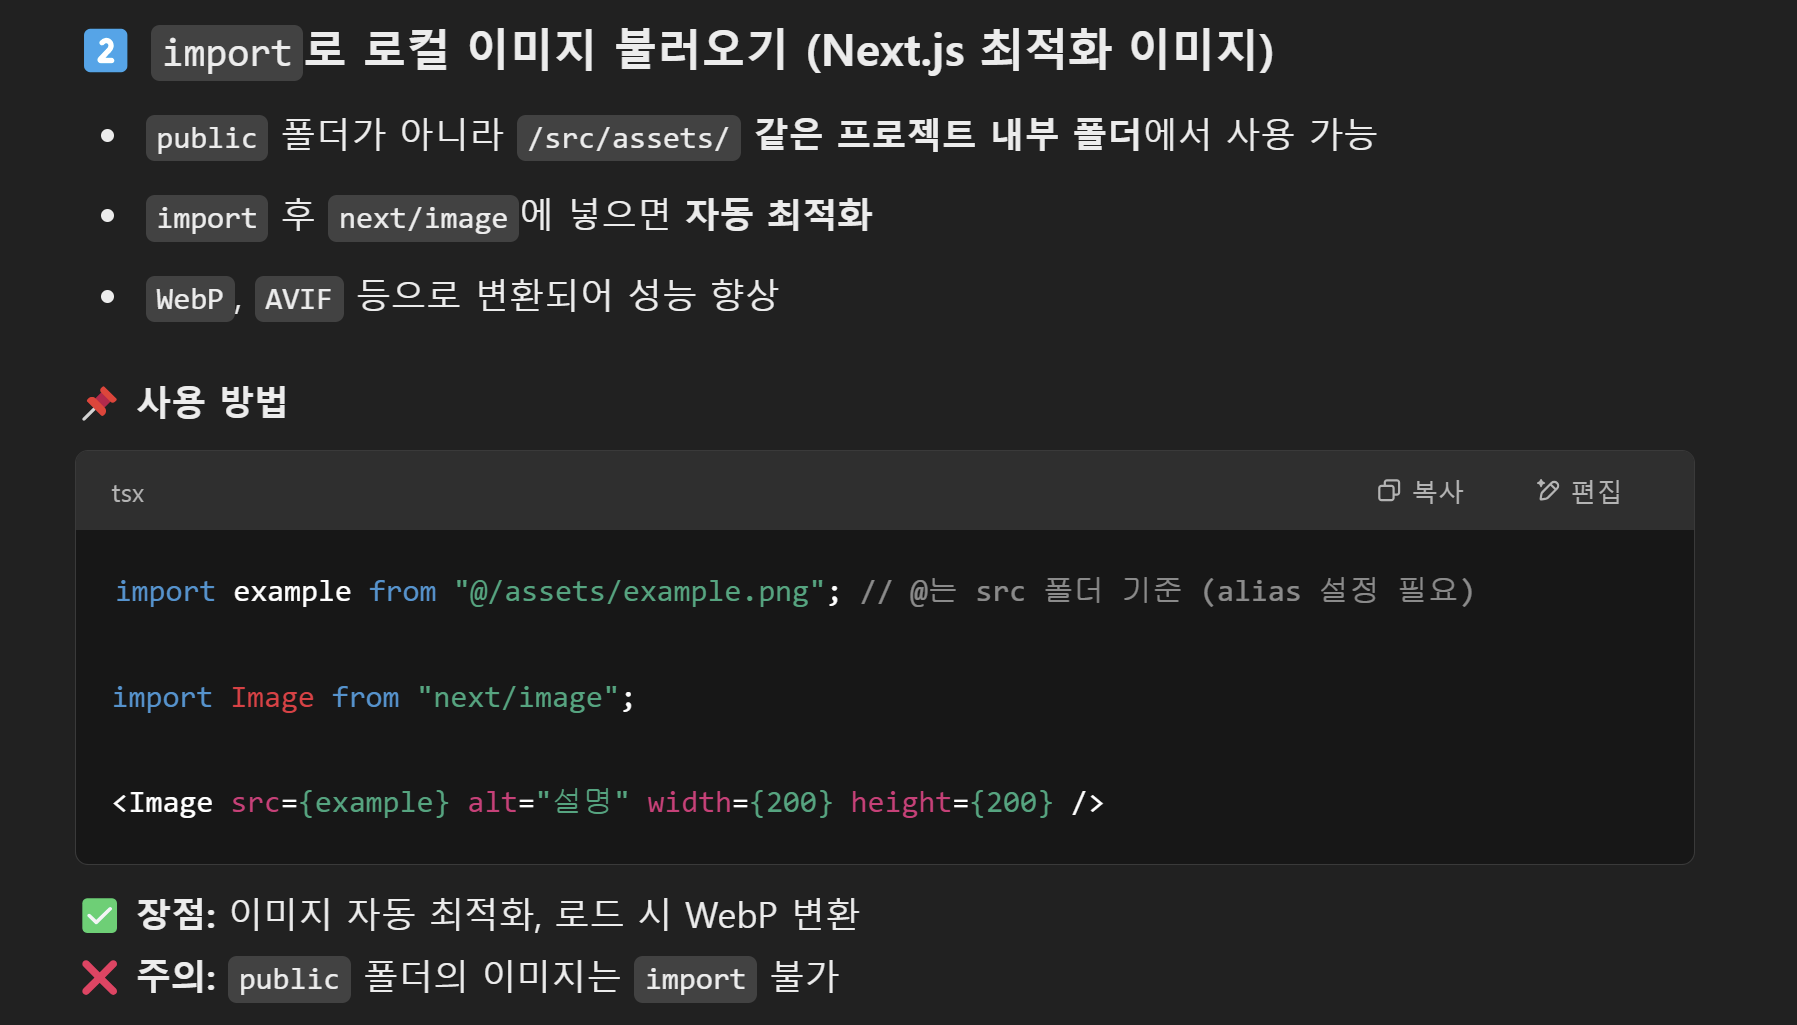 2 import로 로컬 이미지 불러오기 (Next.js 최적화 이미지)
• public 폴더가 아니라 /src/assets/ 같은 프로젝트 내부 폴더에서 사용 가능
• import 후 next/image에 넣으면 자동 최적화
• WebP, AVIF 등으로 변환되어 성능 향상
📌 사용 방법
tsx 복사 편집
import example from "@/assets/example.png"; // @는 src 폴더 기준 (alias 설정 필요)
import Image from "next/image";
<Image src={example} alt="설명" width={200} height={200} />
✅ 장점: 이미지 자동 최적화, 로드 시 WebP 변환
❌ 주의: public 폴더의 이미지는 import 불가